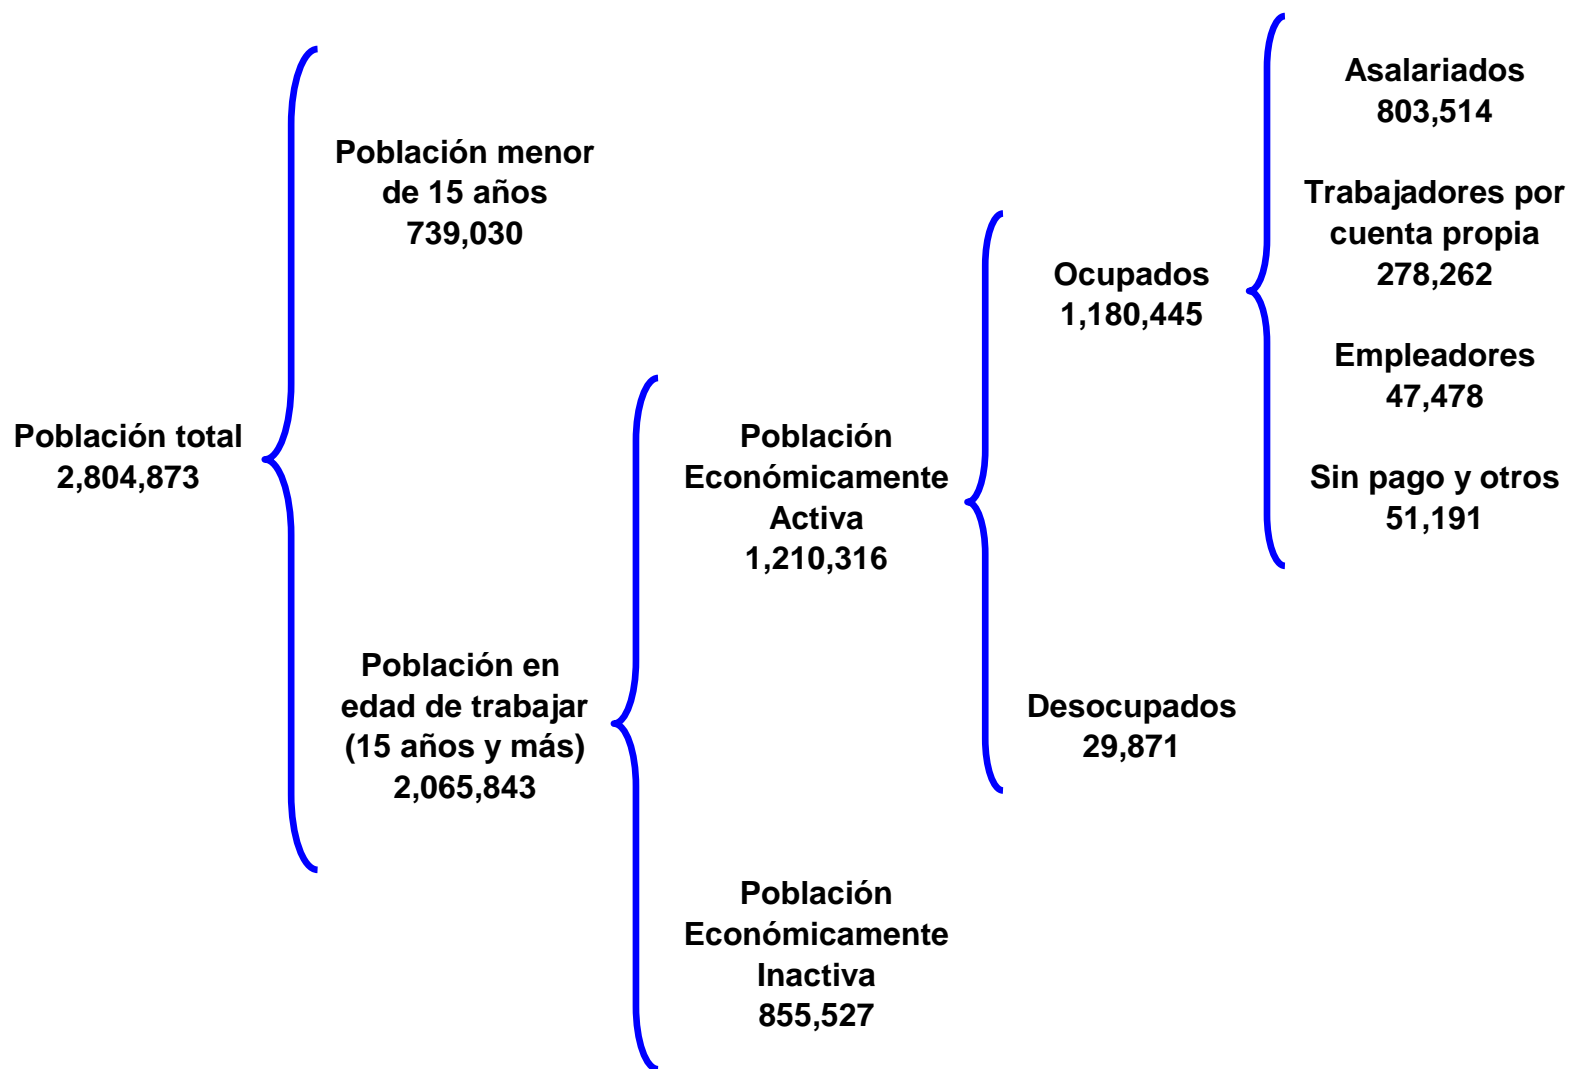 Población total
2,804,873
Población menor
de 15 años
739,030
Población en
edad de trabajar
(15 años y más)
2,065,843
Población
Económicamente
Activa
1,210,316
Población
Económicamente
Inactiva
855,527
Ocupados
1,180,445
Desocupados
29,871
Asalariados
803,514
Trabajadores por
cuenta propia
278,262
Empleadores
47,478
Sin pago y otros
51,191